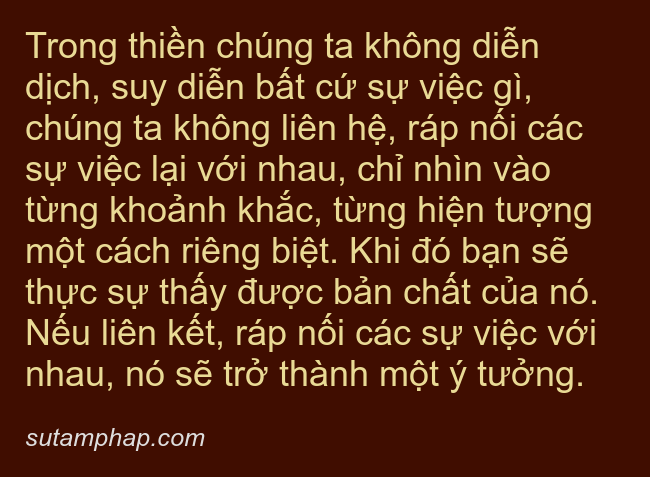 Trong thiền chúng ta không diễn
dịch, suy diễn bất cứ sự việc gì,
chúng ta không liên hệ, ráp nối các
sự việc lại với nhau, chỉ nhìn vào
từng khoảnh khắc, từng hiện tượng
một cách riêng biệt. Khi đó bạn sẽ
thực sự thấy được bản chất của nó.
Nếu liên kết, ráp nối các sự việc với
nhau, nó sẽ trở thành một ý tưởng.
sutamphap.com